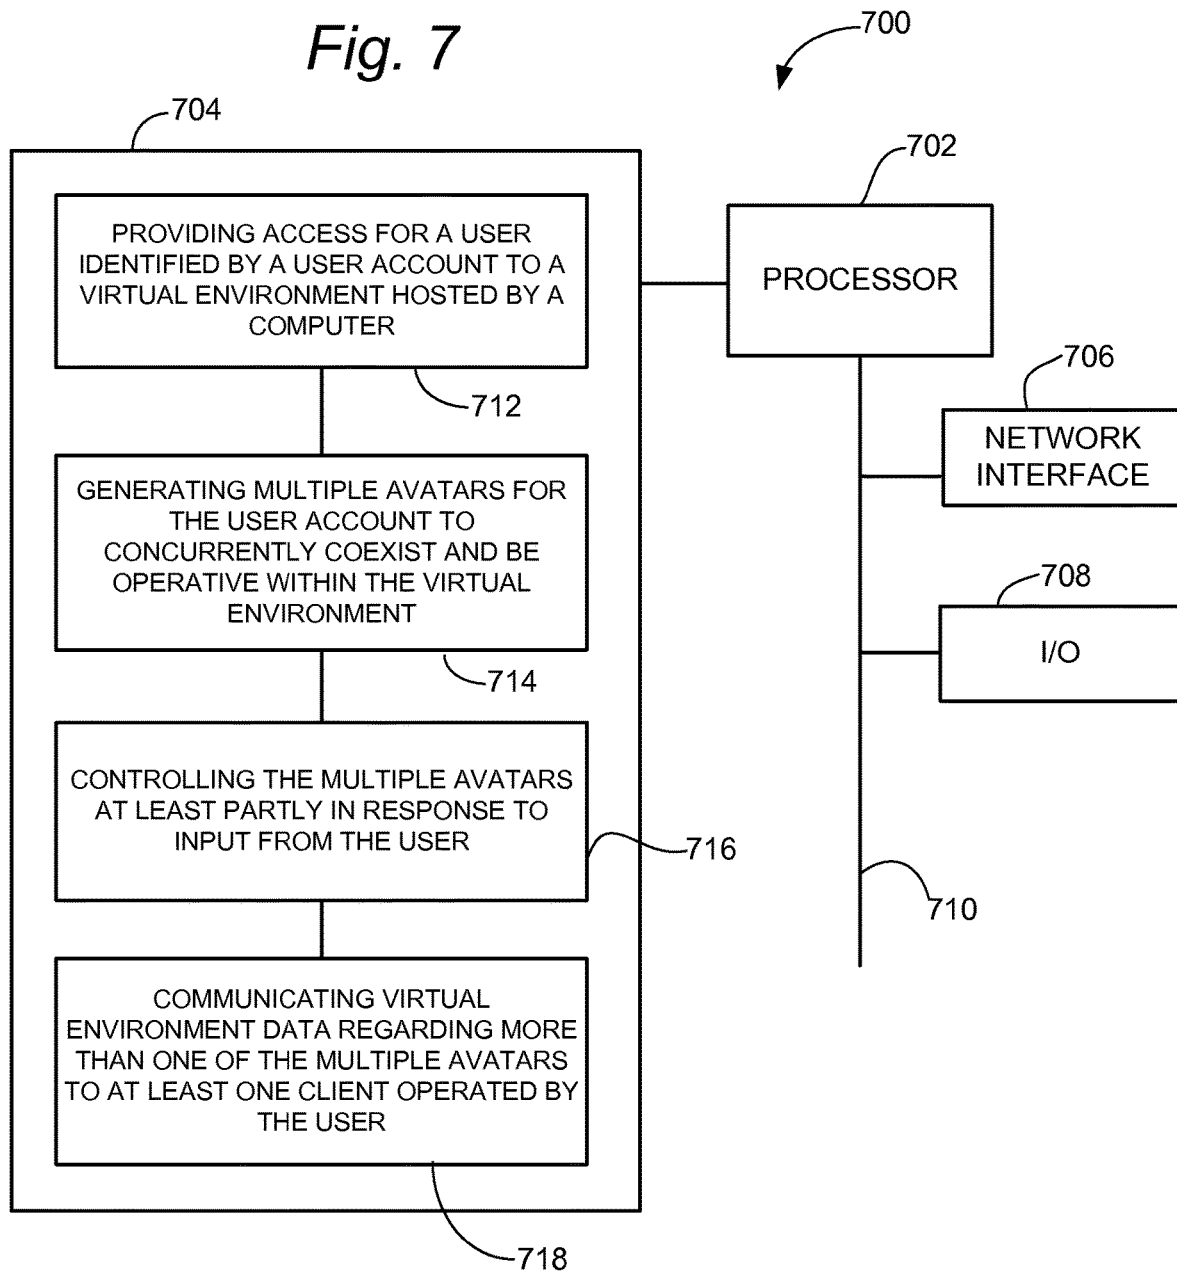 Fig. 7
700
704
702
PROVIDING ACCESS FOR A USER
IDENTIFIED BY A USER ACCOUNT TO A
VIRTUAL ENVIRONMENT HOSTED BY A
COMPUTER
712
PROCESSOR
706
NETWORK
INTERFACE
GENERATING MULTIPLE AVATARS FOR
THE USER ACCOUNT TO
CONCURRENTLY COEXIST AND BE
OPERATIVE WITHIN THE VIRTUAL
ENVIRONMENT
714
708
I/O
CONTROLLING THE MULTIPLE AVATARS
AT LEAST PARTLY IN RESPONSE TO
INPUT FROM THE USER
716
710
COMMUNICATING VIRTUAL
ENVIRONMENT DATA REGARDING MORE
THAN ONE OF THE MULTIPLE AVATARS
TO AT LEAST ONE CLIENT OPERATED BY
THE USER
718